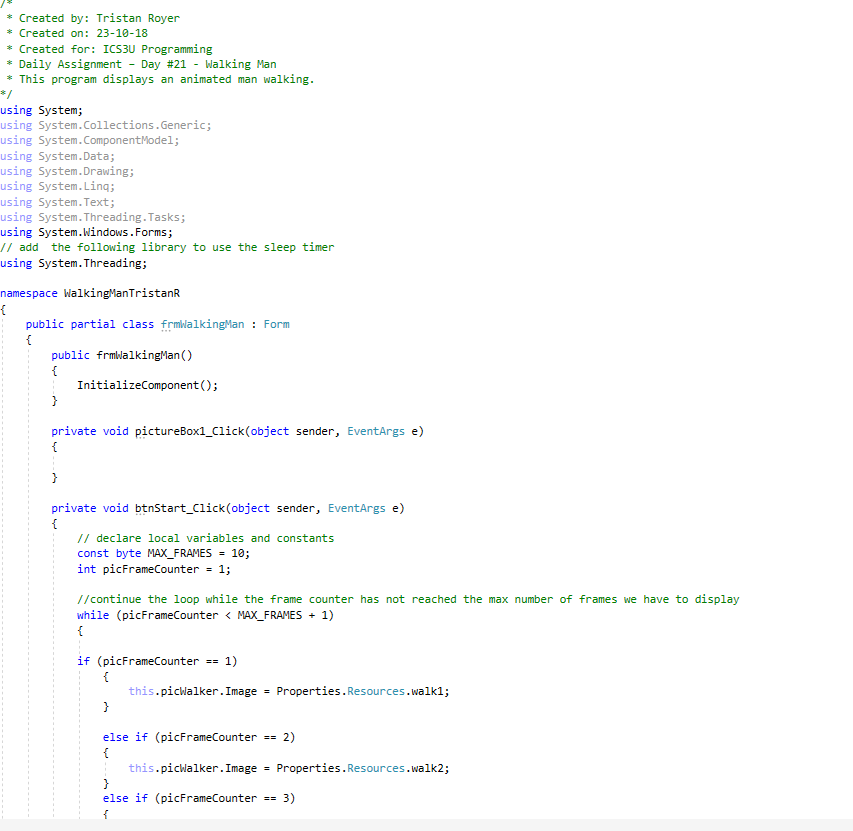 /*
* Created by: Tristan Royer
* Created on: 23-10-18
* Created for: ICS3U Programming
* Daily Assignment – Day #21 - Walking Man
* This program displays an animated man walking.
*/
using System;
using System.Collections.Generic;
using System.ComponentModel;
using System.Data;
using System.Drawing;
using System.Linq;
using System.Text;
using System.Threading.Tasks;
using System.Windows.Forms;
// add  the following library to use the sleep timer
using System.Threading;
namespace WalkingManTristanR
{
public partial class frmWalkingMan : Form
{
public frmWalkingMan()
{
InitializeComponent();
}
private void pictureBox1_Click(object sender, EventArgs e)
{
}
private void btnStart_Click(object sender, EventArgs e)
{
// declare local variables and constants
const byte MAX_FRAMES = 10;
int picFrameCounter = 1;
//continue the loop while the frame counter has not reached the max number of frames we have to display
while (picFrameCounter < MAX_FRAMES + 1)
{
if (picFrameCounter == 1)
{
this.picWalker.Image = Properties.Resources.walk1;
}
else if (picFrameCounter == 2)
{
this.picWalker.Image = Properties.Resources.walk2;
}
else if (picFrameCounter == 3)
{